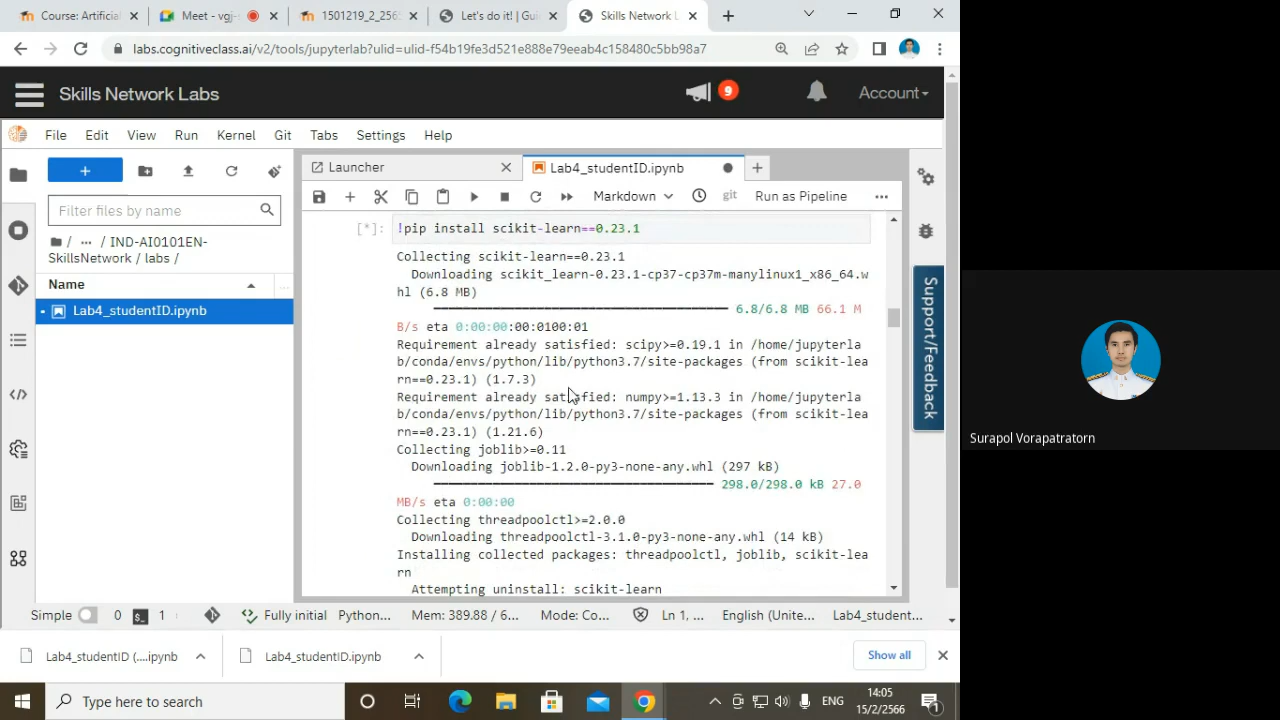 Course: Artificia
Meet - vgj-
1501219_2_256
Let's do it! | Gui
Skills Network L
labs.cognitiveclass.ai/v2/tools/jupyterlab?ulid=ulid-f54b19fe3d521e888e79eeab4c158480c5bb98a7
Skills Network Labs
9
Account
File Edit View Run Kernel Git Tabs Settings Help
Launcher
Lab4_studentID.ipynb
Markdown
git
Run as Pipeline
Filter files by name
/ ... / IND-AI0101EN-
SkillsNetwork / labs /
Name
Lab4_studentID.ipynb
[*]: !pip install scikit-learn==0.23.1
Collecting scikit-learn==0.23.1
Downloading scikit_learn-0.23.1-cp37-cp37m-manylinux1_x86_64.w
hl (6.8 MB)
6.8/6.8 MB 66.1 M
B/s eta 0:00:00:00:0100:01
Requirement already satisfied: scipy>=0.19.1 in /home/jupyterla
b/conda/envs/python/lib/python3.7/site-packages (from scikit-lea
rn==0.23.1) (1.7.3)
Requirement already satisfied: numpy>=1.13.3 in /home/jupyterla
b/conda/envs/python/lib/python3.7/site-packages (from scikit-lea
rn==0.23.1) (1.21.6)
Collecting joblib>=0.11
Downloading joblib-1.2.0-py3-none-any.whl (297 kB)
298.0/298.0 kB 27.0
MB/s eta 0:00:00
Collecting threadpoolctl>=2.0.0
Downloading threadpoolctl-3.1.0-py3-none-any.whl (14 kB)
Installing collected packages: threadpoolctl, joblib, scikit-lea
rn
Attempting uninstall: scikit-learn
Support/Feedback
Surapol Vorapatratorn
Simple 0 1 Fully initial Python... Mem: 389.88 / 6... Mode: Co... Ln 1, ... English (Unite... Lab4_student...
Lab4_studentID (....ipynb
Lab4_studentID.ipynb
Show all
Type here to search
ENG
14:05
15/2/2566
1